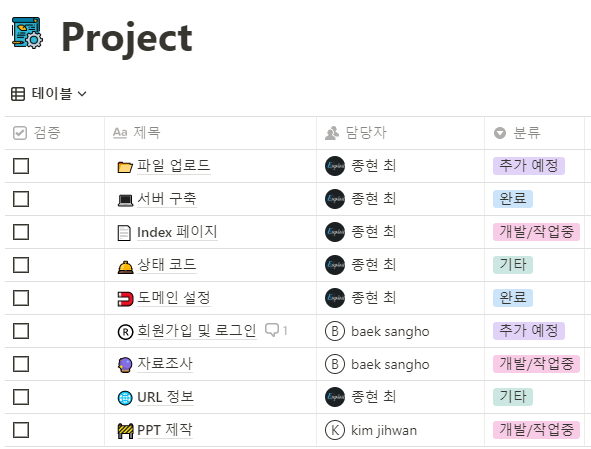 Project
테이블
검증 Aa 제목 담당자 분류
파일 업로드 종현 최 추가 예정
서버 구축 종현 최 완료
Index 페이지 종현 최 개발/작업중
상태 코드 종현 최 기타
도메인 설정 종현 최 완료
R 회원가입 및 로그인 1 B baek sangho 추가 예정
자료조사 B baek sangho 개발/작업중
URL 정보 종현 최 기타
PPT 제작 K kim jihwan 개발/작업중